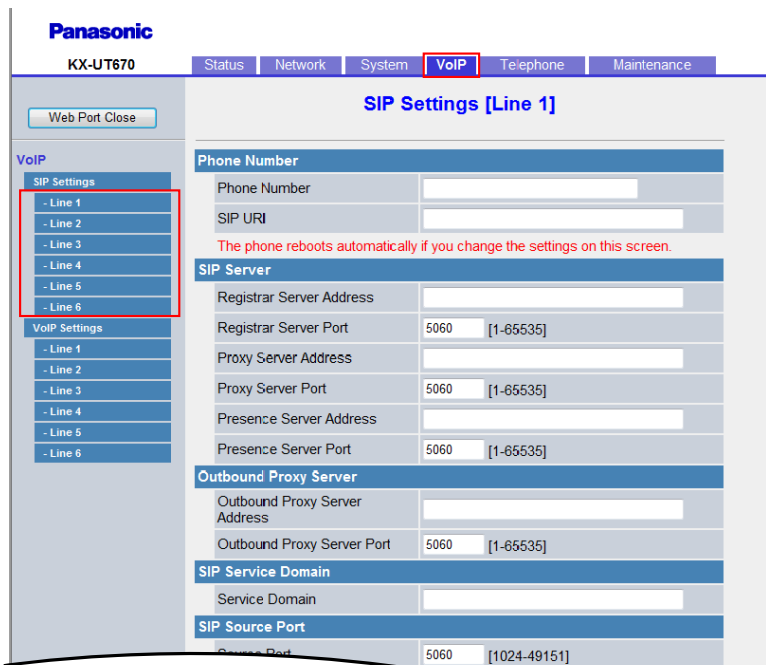 Panasonic
KX-UT670
Status Network System VoIP Telephone Maintenance
Web Port Close
VoIP
SIP Settings
- Line 1
- Line 2
- Line 3
- Line 4
- Line 5
- Line 6
VoIP Settings
- Line 1
- Line 2
- Line 3
- Line 4
- Line 5
- Line 6
SIP Settings [Line 1]
Phone Number
Phone Number
SIP URI
The phone reboots automatically if you change the settings on this screen.
SIP Server
Registrar Server Address
Registrar Server Port 5060 [1-65535]
Proxy Server Address
Proxy Server Port 5060 [1-65535]
Presence Server Address
Presence Server Port 5060 [1-65535]
Outbound Proxy Server
Outbound Proxy Server
Address
Outbound Proxy Server Port 5060 [1-65535]
SIP Service Domain
Service Domain
SIP Source Port
Source Port 5060 [1024-49151]